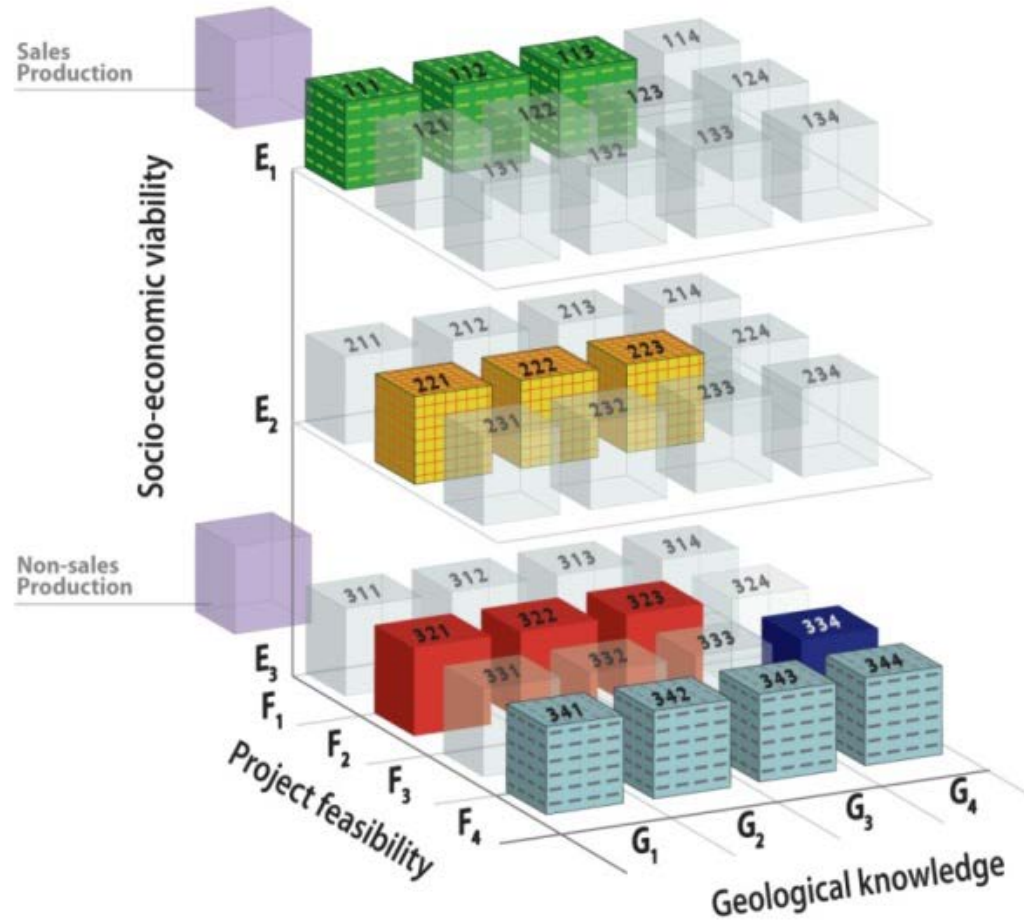 Sales
Production
111 112 113 114
121 122 123 124
131 132 133 134
E₁
Socio-economic viability
211 212 213 214
221 222 223 224
231 232 233 234
E₂
Non-sales
Production
311 312 313 314
321 322 323 324
331 332 333 334
341 342 343 344
E₃
F₁
F₂
F₃
F₄
Project feasibility
G₁
G₂
G₃
G₄
Geological knowledge